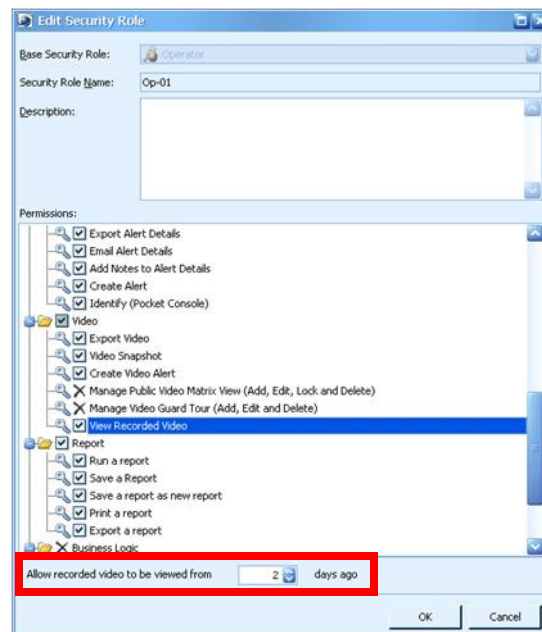 Edit Security Role
Base Security Role: Operator
Security Role Name: Op-01
Description:
Permissions:
Export Alert Details
Email Alert Details
Add Notes to Alert Details
Create Alert
Identify (Pocket Console)
Video
Export Video
Video Snapshot
Create Video Alert
Manage Public Video Matrix View (Add, Edit, Lock and Delete)
Manage Video Guard Tour (Add, Edit and Delete)
View Recorded Video
Report
Run a report
Save a Report
Save a report as new report
Print a report
Export a report
Business Logic
Allow recorded video to be viewed from 2 days ago
OK Cancel